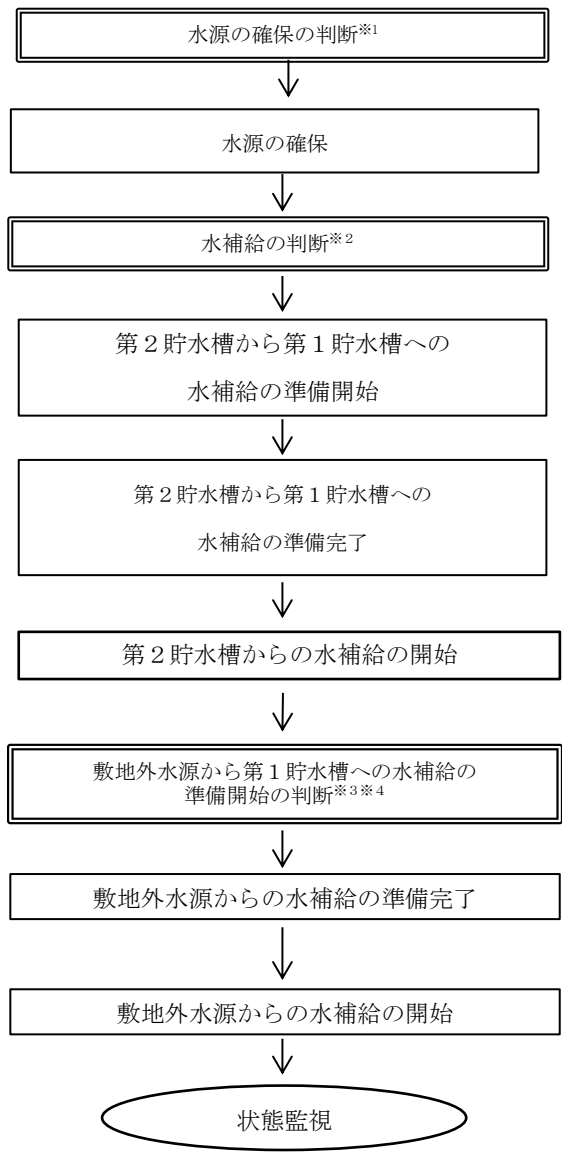 水源の確保の判断※1
水源の確保
水補給の判断※２
第２貯水槽から第１貯水槽への
水補給の準備開始
第２貯水槽から第１貯水槽への
水補給の準備完了
第２貯水槽からの水補給の開始
敷地外水源から第１貯水槽への水補給の
準備開始の判断※３※４
敷地外水源からの水補給の準備完了
敷地外水源からの水補給の開始
状態監視